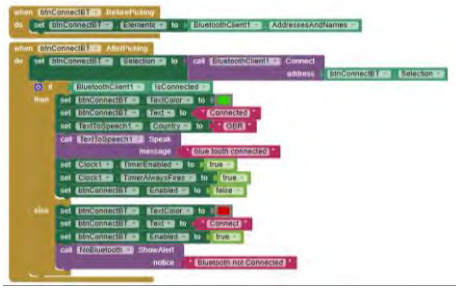 when btnConnectBT BeforePicking
do set btnConnectBT Elements to BluetoothClient1 AddressesAndNames
when btnConnectBT AfterPicking
do set btnConnectBT Selection to call BluetoothClient1 Connect
address btnConnectBT Selection
if BluetoothClient1 IsConnected
then set btnConnectBT TextColor to
set btnConnectBT Text to " Connected "
set TextToSpeech1 Country to " GBR "
call TextToSpeech1 Speak
message " blue tooth connected "
set Clock1 TimerEnabled to true
set Clock1 TimerAlwaysFires to true
set btnConnectBT Enabled to false
else set btnConnectBT TextColor to
set btnConnectBT Text to " Connect "
set btnConnectBT Enabled to true
call NoBluetooth ShowAlert
notice " Bluetooth not Connected "